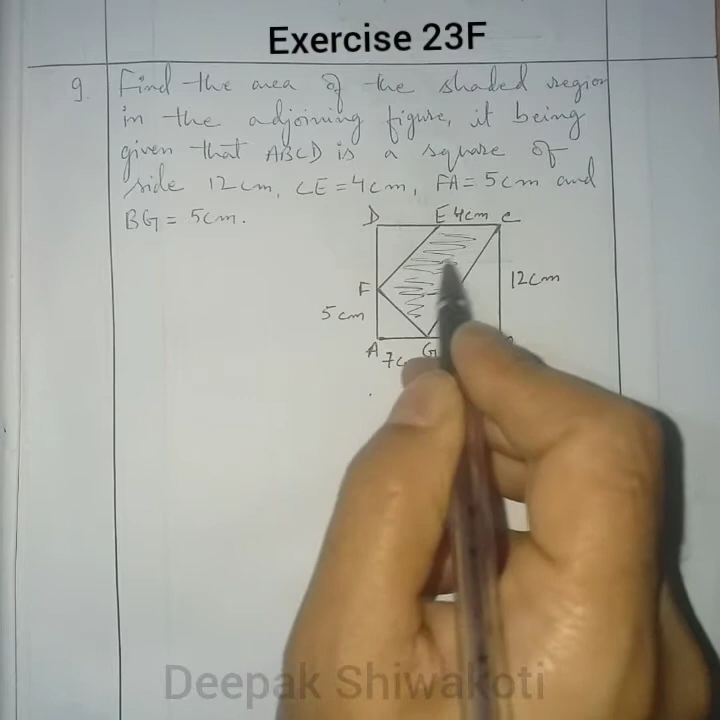 Exercise 23F
9. Find the area of the shaded region
in the adjoining figure, it being
given that ABCD is a square of
side 12cm, CE = 4cm, FA = 5cm and
BG = 5cm.
D E 4cm C
F 12cm
5cm
A G
7c
Deepak Shiwakoti